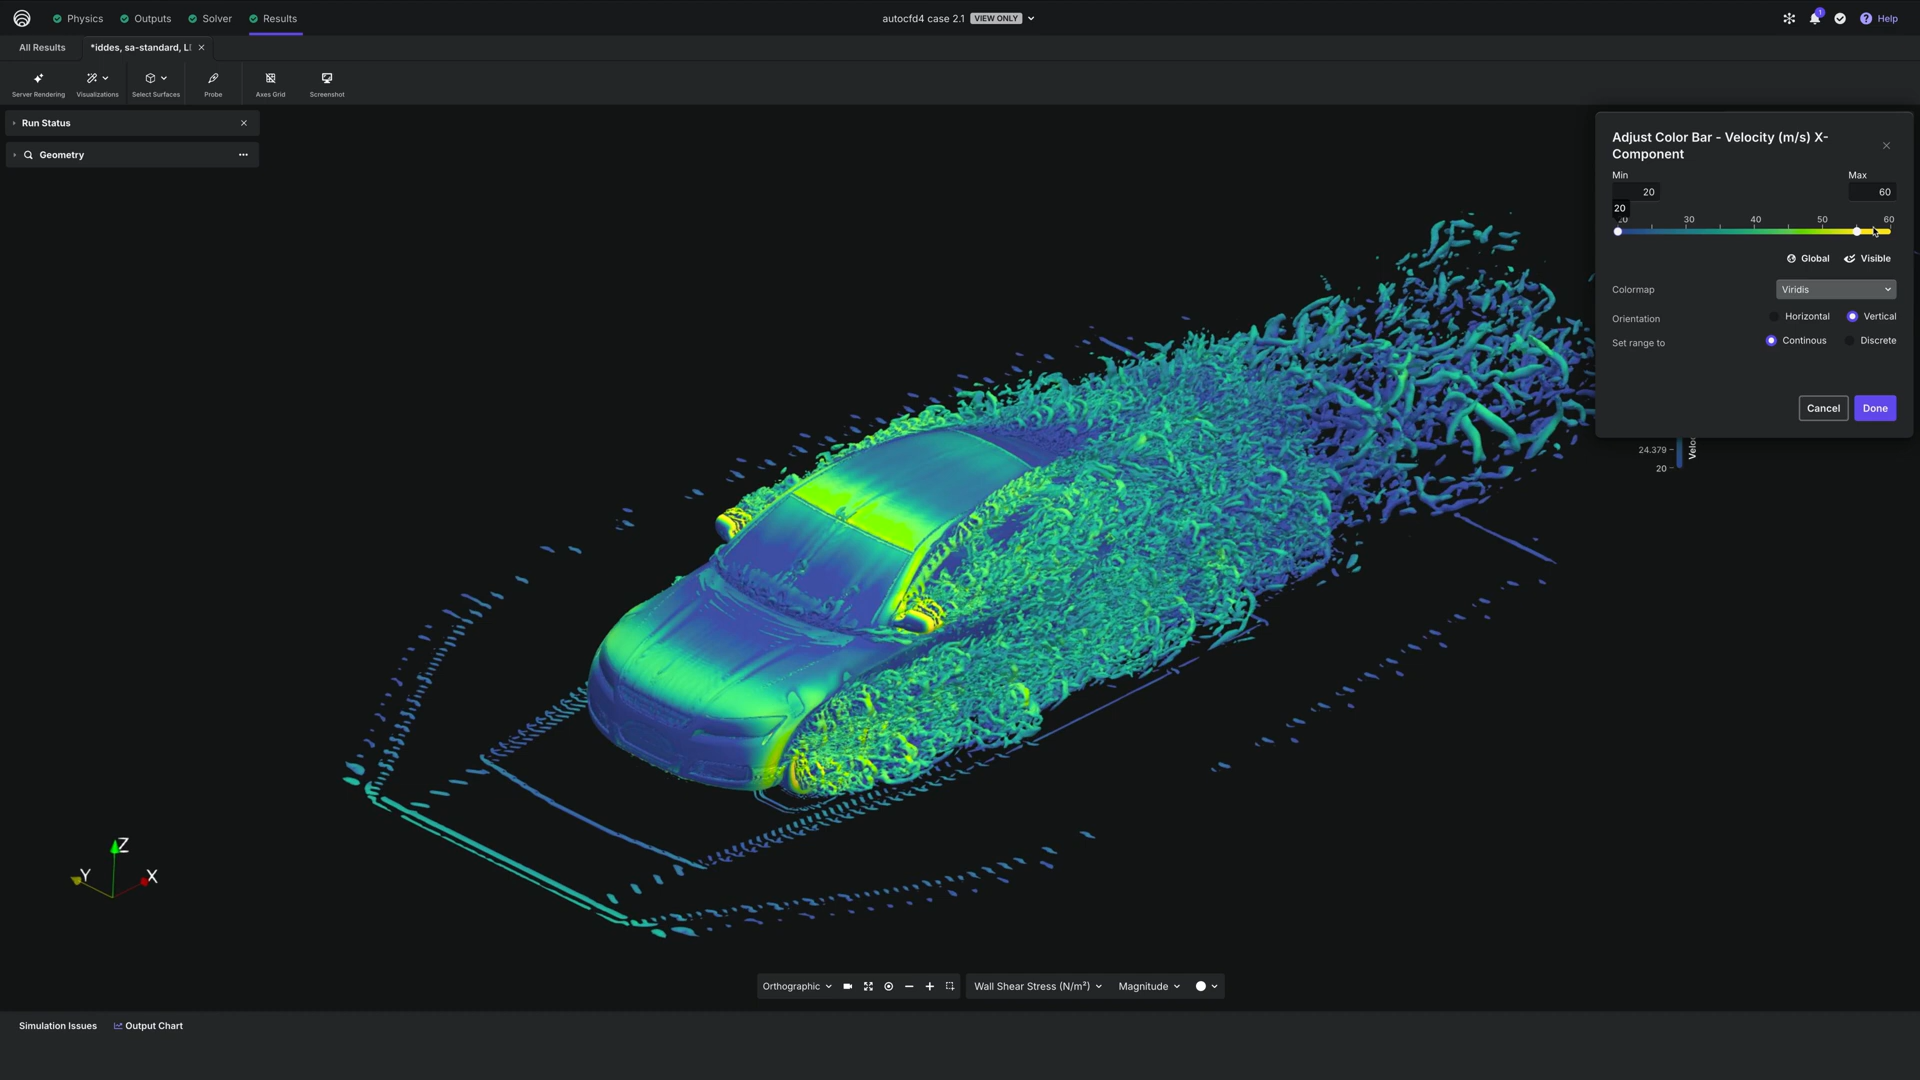 Physics
Outputs
Solver
Results
autocfd4 case 2.1 VIEW ONLY
1
Help
All Results
*iddes, sa-standard, L
Server Rendering
Visualizations
Select Surfaces
Probe
Axes Grid
Screenshot
Run Status
Geometry
Adjust Color Bar - Velocity (m/s) X-
Component
Min
Max
20
60
20
30
40
50
60
Global
Visible
Colormap
Viridis
Orientation
Horizontal
Vertical
Set range to
Continous
Discrete
Cancel
Done
24.379
20
Z
Y
X
Orthographic
Wall Shear Stress (N/m²)
Magnitude
Simulation Issues
Output Chart